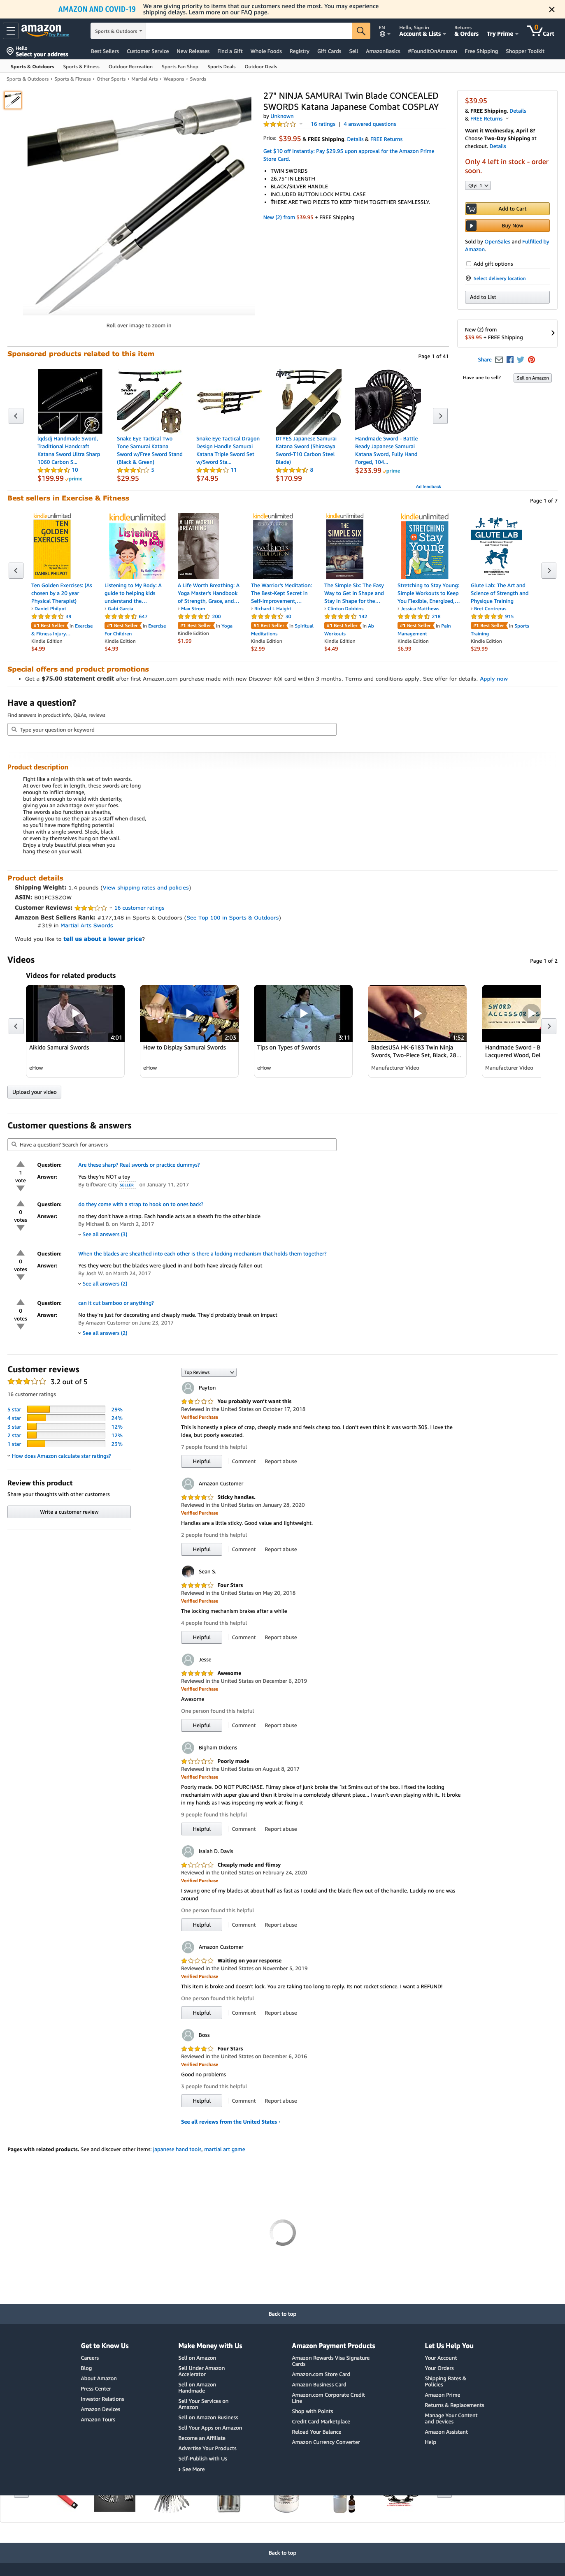 AMAZON AND COVID-19
We are giving priority to items that our customers need the most. You may experience
shipping delays. Learn more on our FAQ page.
amazon
Try Prime
Sports & Outdoors
EN
Hello, Sign in
Account & Lists
Returns
& Orders
Try Prime
0
Cart
Hello
Select your address
Best Sellers
Customer Service
New Releases
Find a Gift
Whole Foods
Registry
Gift Cards
Sell
AmazonBasics
#FoundItOnAmazon
Free Shipping
Shopper Toolkit
Sports & Outdoors
Sports & Fitness
Outdoor Recreation
Sports Fan Shop
Sports Deals
Outdoor Deals
Sports & Outdoors › Sports & Fitness › Other Sports › Martial Arts › Weapons › Swords
Roll over image to zoom in
27" NINJA SAMURAI Twin Blade CONCEALED
SWORDS Katana Japanese Combat COSPLAY
by Unknown
16 ratings | 4 answered questions
Price: $39.95 & FREE Shipping. Details & FREE Returns
Get $10 off instantly: Pay $29.95 upon approval for the Amazon Prime
Store Card.
• TWIN SWORDS
• 26.75" IN LENGTH
• BLACK/SILVER HANDLE
• INCLUDED BUTTON LOCK METAL CASE
• THERE ARE TWO PIECES TO KEEP THEM TOGETHER SEAMLESSLY.
New (2) from $39.95 + FREE Shipping
$39.95
& FREE Shipping. Details
& FREE Returns
Want it Wednesday, April 8?
Choose Two-Day Shipping at
checkout. Details
Only 4 left in stock - order
soon.
Qty: 1
Add to Cart
Buy Now
Sold by OpenSales and Fulfilled by
Amazon.
Add gift options
Select delivery location
Add to List
New (2) from
$39.95 + FREE Shipping
Share
Have one to sell?
Sell on Amazon
Sponsored products related to this item
Page 1 of 41
lqdsdj Handmade Sword,
Traditional Handcraft
Katana Sword Ultra Sharp
1060 Carbon S...
10
$199.99 prime
Snake Eye Tactical Two
Tone Samurai Katana
Sword w/Free Sword Stand
(Black & Green)
5
$29.95
Snake Eye Tactical Dragon
Design Handle Samurai
Katana Triple Sword Set
w/Sword Sta...
11
$74.95
DTYES Japanese Samurai
Katana Sword (Shirasaya
Sword-T10 Carbon Steel
Blade)
8
$170.99
Handmade Sword - Battle
Ready Japanese Samurai
Katana Sword, Fully Hand
Forged, 104...
$233.99 prime
Ad feedback
Best sellers in Exercise & Fitness
Page 1 of 7
kindleunlimited
TEN
GOLDEN
EXERCISES
DANIEL PHILPOT
Ten Golden Exercises: (As
chosen by a 20 year
Physical Therapist)
› Daniel Philpot
39
#1 Best Seller in Exercise
& Fitness Injury...
Kindle Edition
$4.99
kindleunlimited
Listening to My Body
Listening to My Body: A
guide to helping kids
understand the...
› Gabi Garcia
647
#1 Best Seller in Exercise
For Children
Kindle Edition
$4.99
A LIFE WORTH
BREATHING
A Life Worth Breathing: A
Yoga Master's Handbook
of Strength, Grace, and...
› Max Strom
200
#1 Best Seller in Yoga
Kindle Edition
$1.99
kindleunlimited
WARRIOR'S
MEDITATION
The Warrior's Meditation:
The Best-Kept Secret in
Self-Improvement,...
› Richard L Haight
30
#1 Best Seller in Spiritual
Meditations
Kindle Edition
$2.99
kindleunlimited
THE
SIMPLE
SIX
The Simple Six: The Easy
Way to Get in Shape and
Stay in Shape for the...
› Clinton Dobbins
142
#1 Best Seller in Ab
Workouts
Kindle Edition
$4.49
kindleunlimited
STRETCHING
to
Stay
Young
Stretching to Stay Young:
Simple Workouts to Keep
You Flexible, Energized,...
› Jessica Matthews
218
#1 Best Seller in Pain
Management
Kindle Edition
$6.99
GLUTE LAB
Glute Lab: The Art and
Science of Strength and
Physique Training
› Bret Contreras
915
#1 Best Seller in Sports
Training
Kindle Edition
$29.99
Special offers and product promotions
• Get a $75.00 statement credit after first Amazon.com purchase made with new Discover it® card within 3 months. Terms and conditions apply. See offer for details. Apply now
Have a question?
Find answers in product info, Q&As, reviews
Type your question or keyword
Product description
Fight like a ninja with this set of twin swords.
At over two feet in length, these swords are long
enough to inflict damage,
but short enough to wield with dexterity,
giving you an advantage over your foes.
The swords also function as sheaths,
allowing you to use the pair as a staff when closed,
so you'll have more fighting potential
than with a single sword. Sleek, black
or even by themselves hung on the wall.
Enjoy a truly beautiful piece when you
hang these on your wall.
Product details
Shipping Weight: 1.4 pounds (View shipping rates and policies)
ASIN: B01FC3SZOW
Customer Reviews: 16 customer ratings
Amazon Best Sellers Rank: #177,148 in Sports & Outdoors (See Top 100 in Sports & Outdoors)
#319 in Martial Arts Swords
Would you like to tell us about a lower price?
Videos
Page 1 of 2
Videos for related products
4:01
Aikido Samurai Swords
eHow
2:03
How to Display Samurai Swords
eHow
3:11
Tips on Types of Swords
eHow
1:52
BladesUSA HK-6183 Twin Ninja
Swords, Two-Piece Set, Black, 28...
Manufacturer Video
SWORD
ACCESSORIES
Handmade Sword - B
Lacquered Wood, Del
Manufacturer Video
Upload your video
Customer questions & answers
Have a question? Search for answers
1
vote
Question: Are these sharp? Real swords or practice dummys?
Answer: Yes they're NOT a toy
By Giftware City SELLER on January 11, 2017
0
votes
Question: do they come with a strap to hook on to ones back?
Answer: no they don't have a strap. Each handle acts as a sheath fro the other blade
By Michael B. on March 2, 2017
See all answers (3)
0
votes
Question: When the blades are sheathed into each other is there a locking mechanism that holds them together?
Answer: Yes they were but the blades were glued in and both have already fallen out
By Josh W. on March 24, 2017
See all answers (2)
0
votes
Question: can it cut bamboo or anything?
Answer: No they're just for decorating and cheaply made. They'd probably break on impact
By Amazon Customer on June 23, 2017
See all answers (2)
Customer reviews
3.2 out of 5
16 customer ratings
5 star 29%
4 star 24%
3 star 12%
2 star 12%
1 star 23%
How does Amazon calculate star ratings?
Review this product
Share your thoughts with other customers
Write a customer review
Top Reviews
Payton
You probably won't want this
Reviewed in the United States on October 17, 2018
Verified Purchase
This is honestly a piece of crap, cheaply made and feels cheap too. I don't even think it was worth 30$. I love the
idea, but poorly executed.
7 people found this helpful
Helpful | Comment | Report abuse
Amazon Customer
Sticky handles.
Reviewed in the United States on January 28, 2020
Verified Purchase
Handles are a little sticky. Good value and lightweight.
2 people found this helpful
Helpful | Comment | Report abuse
Sean S.
Four Stars
Reviewed in the United States on May 20, 2018
Verified Purchase
The locking mechanism brakes after a while
4 people found this helpful
Helpful | Comment | Report abuse
Jesse
Awesome
Reviewed in the United States on December 6, 2019
Verified Purchase
Awesome
One person found this helpful
Helpful | Comment | Report abuse
Bigham Dickens
Poorly made
Reviewed in the United States on August 8, 2017
Verified Purchase
Poorly made. DO NOT PURCHASE. Flimsy piece of junk broke the 1st 5mins out of the box. I fixed the locking
mechanisim with super glue and then it broke in a completely diferent place... I wasn't even playing with it.. It broke
in my hands as I was inspecing my work at fixing it
9 people found this helpful
Helpful | Comment | Report abuse
Isaiah D. Davis
Cheaply made and flimsy
Reviewed in the United States on February 24, 2020
Verified Purchase
I swung one of my blades at about half as fast as I could and the blade flew out of the handle. Luckily no one was
around
One person found this helpful
Helpful | Comment | Report abuse
Amazon Customer
Waiting on your response
Reviewed in the United States on November 5, 2019
Verified Purchase
This item is broke and doesn't lock. You are taking too long to reply. Its not rocket science. I want a REFUND!
One person found this helpful
Helpful | Comment | Report abuse
Boss
Four Stars
Reviewed in the United States on December 6, 2016
Verified Purchase
Good no problems
3 people found this helpful
Helpful | Comment | Report abuse
See all reviews from the United States ›
Pages with related products. See and discover other items: japanese hand tools, martial art game
Back to top
Get to Know Us
Careers
Blog
About Amazon
Press Center
Investor Relations
Amazon Devices
Amazon Tours
Make Money with Us
Sell on Amazon
Sell Under Amazon
Accelerator
Sell on Amazon
Handmade
Sell Your Services on
Amazon
Sell on Amazon Business
Sell Your Apps on Amazon
Become an Affiliate
Advertise Your Products
Self-Publish with Us
› See More
Amazon Payment Products
Amazon Rewards Visa Signature
Cards
Amazon.com Store Card
Amazon Business Card
Amazon.com Corporate Credit
Line
Shop with Points
Credit Card Marketplace
Reload Your Balance
Amazon Currency Converter
Let Us Help You
Your Account
Your Orders
Shipping Rates &
Policies
Amazon Prime
Returns & Replacements
Manage Your Content
and Devices
Amazon Assistant
Help
Back to top